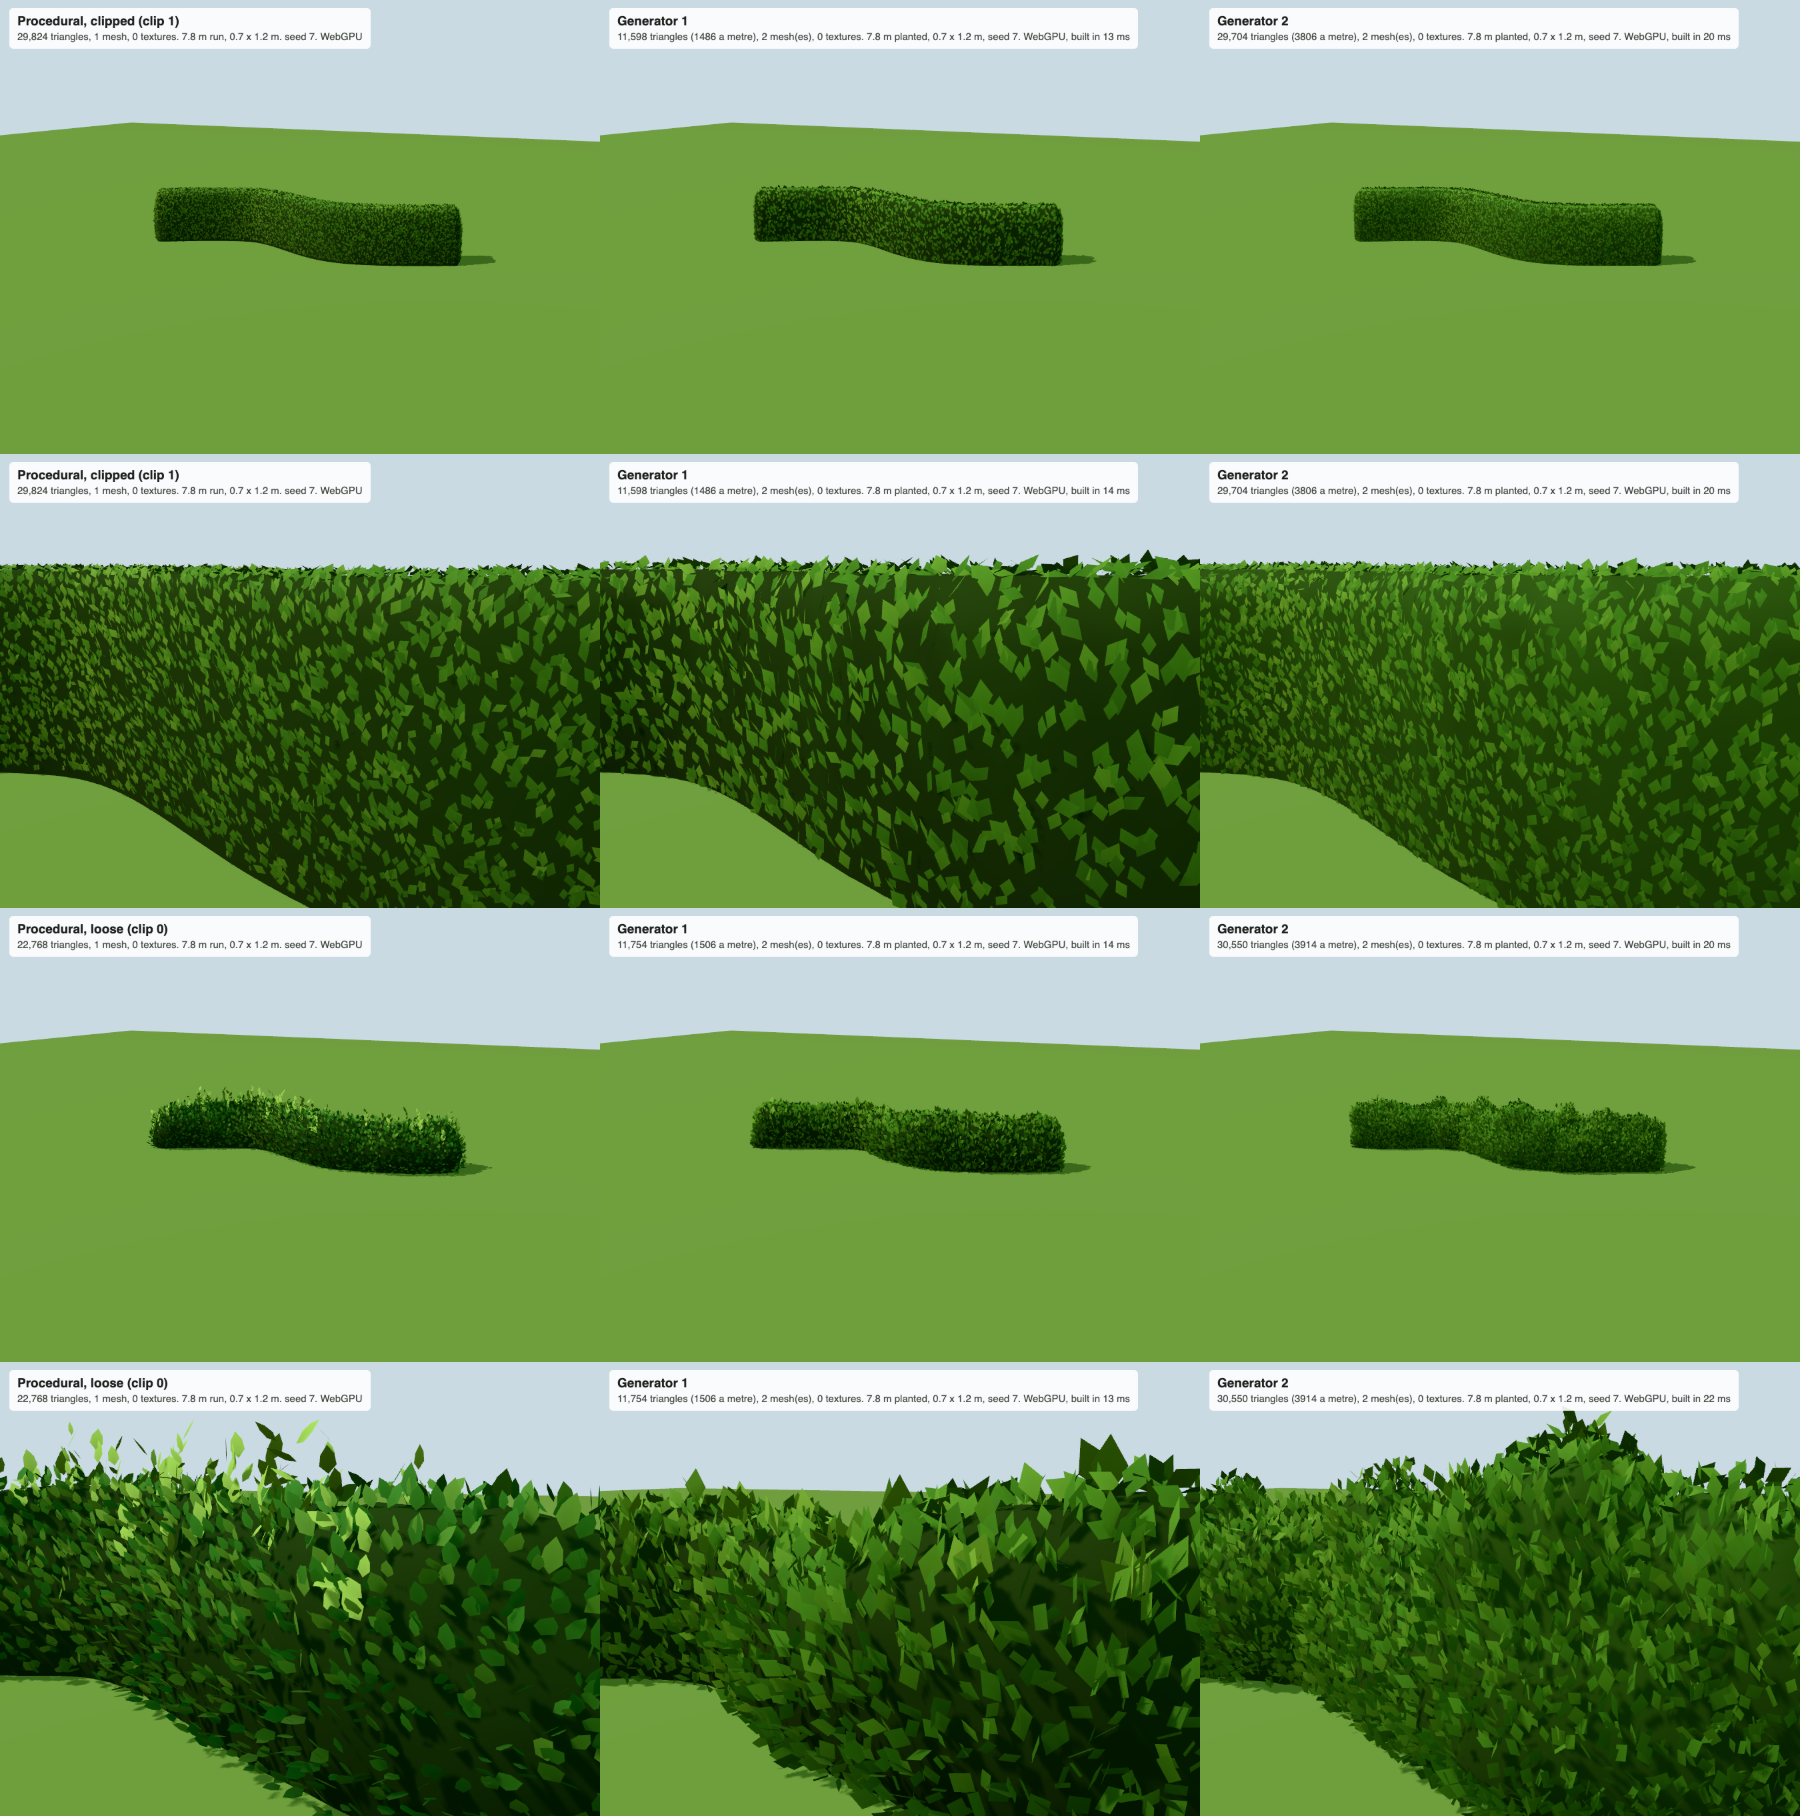 Procedural, clipped (clip 1)
29,824 triangles, 1 mesh, 0 textures. 7.8 m run, 0.7 x 1.2 m. seed 7. WebGPU
Generator 1
11,598 triangles (1486 a metre), 2 mesh(es), 0 textures. 7.8 m planted, 0.7 x 1.2 m, seed 7. WebGPU, built in 13 ms
Generator 2
29,704 triangles (3806 a metre), 2 mesh(es), 0 textures. 7.8 m planted, 0.7 x 1.2 m, seed 7. WebGPU, built in 20 ms
Procedural, clipped (clip 1)
29,824 triangles, 1 mesh, 0 textures. 7.8 m run, 0.7 x 1.2 m. seed 7. WebGPU
Generator 1
11,598 triangles (1486 a metre), 2 mesh(es), 0 textures. 7.8 m planted, 0.7 x 1.2 m, seed 7. WebGPU, built in 14 ms
Generator 2
29,704 triangles (3806 a metre), 2 mesh(es), 0 textures. 7.8 m planted, 0.7 x 1.2 m, seed 7. WebGPU, built in 20 ms
Procedural, loose (clip 0)
22,768 triangles, 1 mesh, 0 textures. 7.8 m run, 0.7 x 1.2 m. seed 7. WebGPU
Generator 1
11,754 triangles (1506 a metre), 2 mesh(es), 0 textures. 7.8 m planted, 0.7 x 1.2 m, seed 7. WebGPU, built in 14 ms
Generator 2
30,550 triangles (3914 a metre), 2 mesh(es), 0 textures. 7.8 m planted, 0.7 x 1.2 m, seed 7. WebGPU, built in 20 ms
Procedural, loose (clip 0)
22,768 triangles, 1 mesh, 0 textures. 7.8 m run, 0.7 x 1.2 m. seed 7. WebGPU
Generator 1
11,754 triangles (1506 a metre), 2 mesh(es), 0 textures. 7.8 m planted, 0.7 x 1.2 m, seed 7. WebGPU, built in 13 ms
Generator 2
30,550 triangles (3914 a metre), 2 mesh(es), 0 textures. 7.8 m planted, 0.7 x 1.2 m, seed 7. WebGPU, built in 22 ms